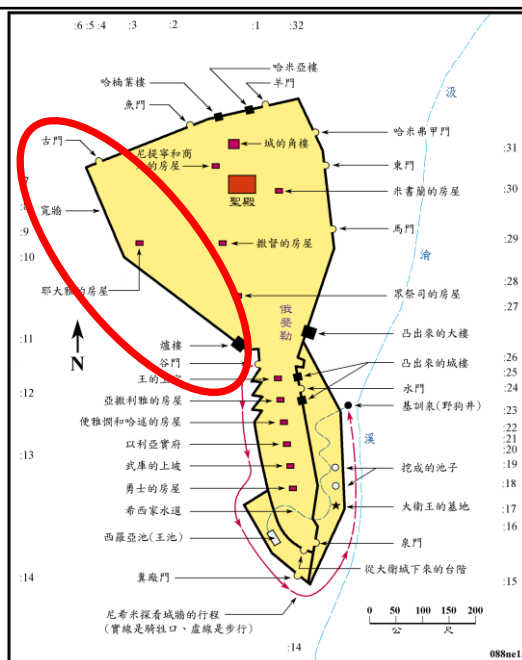 :6 :5 :4 :3 :2 :1 :32
哈米亞樓
哈楠葉樓 羊門
魚門
汲
古門
城的角樓
哈米弗甲門
尼提寧和商
的房屋
東門
:31
聖殿
米書蘭的房屋
:30
:8
寬牆
:9
撒督的房屋
馬門
:29
:10
淪
耶大雅的房屋
眾祭司的房屋
:28
:27
俄斐勒
:11
爐樓
凸出來的大樓
N
谷門
:26
凸出來的城樓
:25
王的上
水門
:24
:12
亞撒利雅的房屋
基訓泉(野狗井)
:23
便雅憫和哈述的房屋
:22
溪
:21
以利亞實府
:20
:13
武庫的上坡
挖成的池子
:19
勇士的房屋
:18
希西家水道
大衛王的墓地
:17
:16
西羅亞池(王池)
泉門
從大衛城下來的台階
:14
糞廠門
:15
尼希米探看城牆的行程
(實線是騎牲口、虛線是步行)
0 50 100 150 200
公 尺
:14